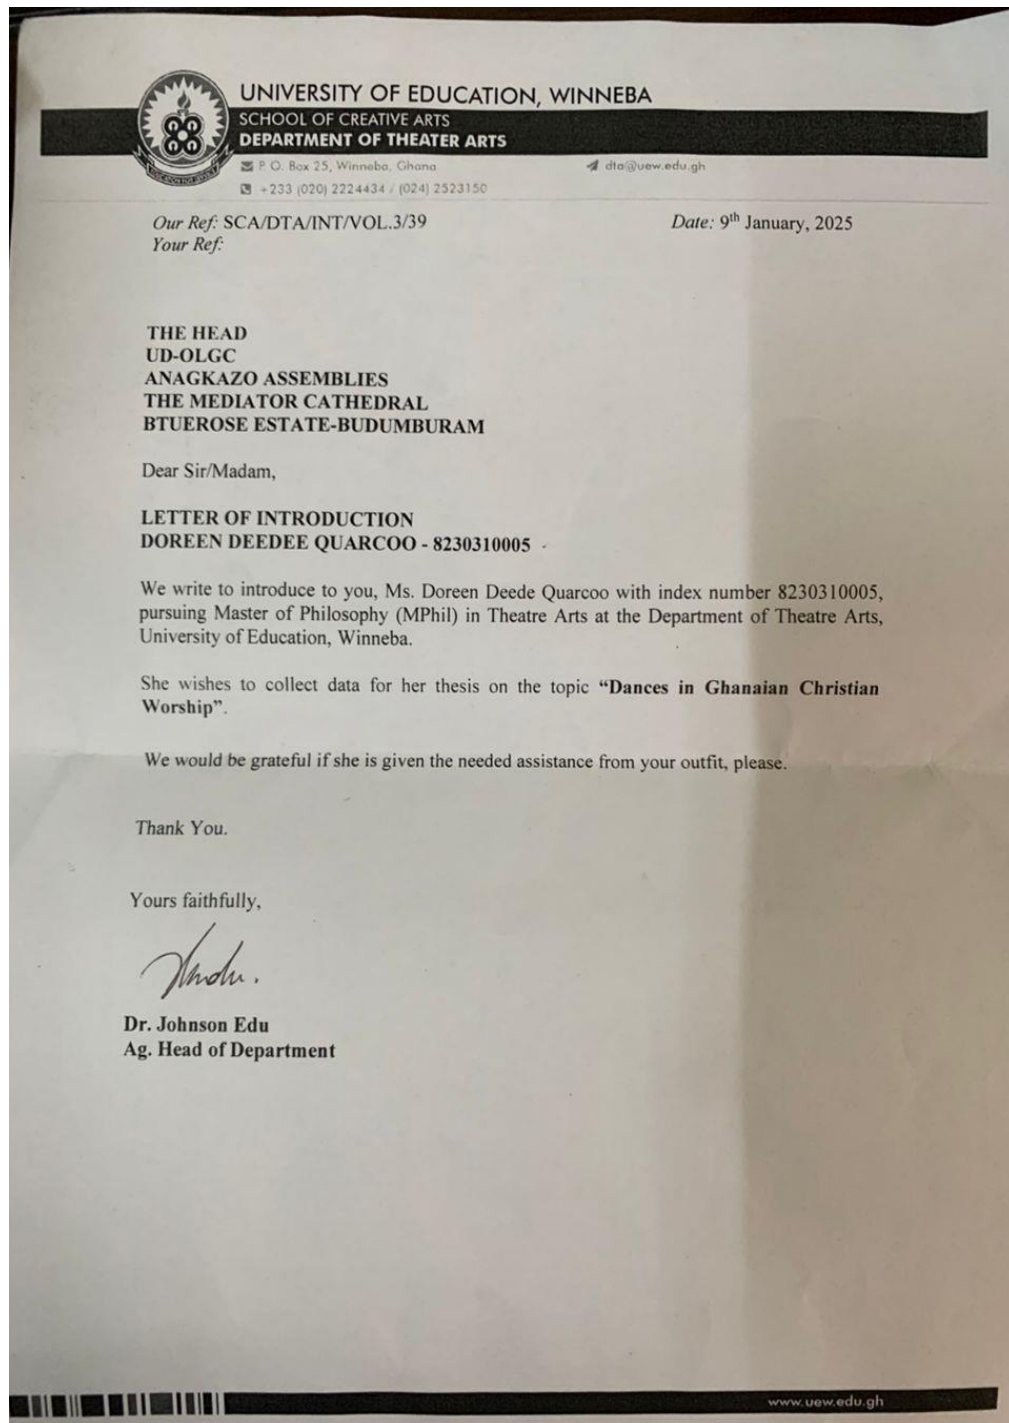 UNIVERSITY OF EDUCATION, WINNEBA
SCHOOL OF CREATIVE ARTS
DEPARTMENT OF THEATER ARTS
P. O. Box 25, Winneba, Ghana
dta@uew.edu.gh
+233 (020) 2224434 / (024) 2523150
Our Ref: SCA/DTA/INT/VOL.3/39
Date: 9th January, 2025
Your Ref:
THE HEAD
UD-OLGC
ANAGKAZO ASSEMBLIES
THE MEDIATOR CATHEDRAL
BTUEROSE ESTATE-BUDUMBURAM
Dear Sir/Madam,
LETTER OF INTRODUCTION
DOREEN DEEDEE QUARCOO - 8230310005 -
We write to introduce to you, Ms. Doreen Deede Quarcoo with index number 8230310005,
pursuing Master of Philosophy (MPhil) in Theatre Arts at the Department of Theatre Arts,
University of Education, Winneba.
She wishes to collect data for her thesis on the topic “Dances in Ghanaian Christian
Worship”.
We would be grateful if she is given the needed assistance from your outfit, please.
Thank You.
Yours faithfully,
Dr. Johnson Edu
Ag. Head of Department
www.uew.edu.gh